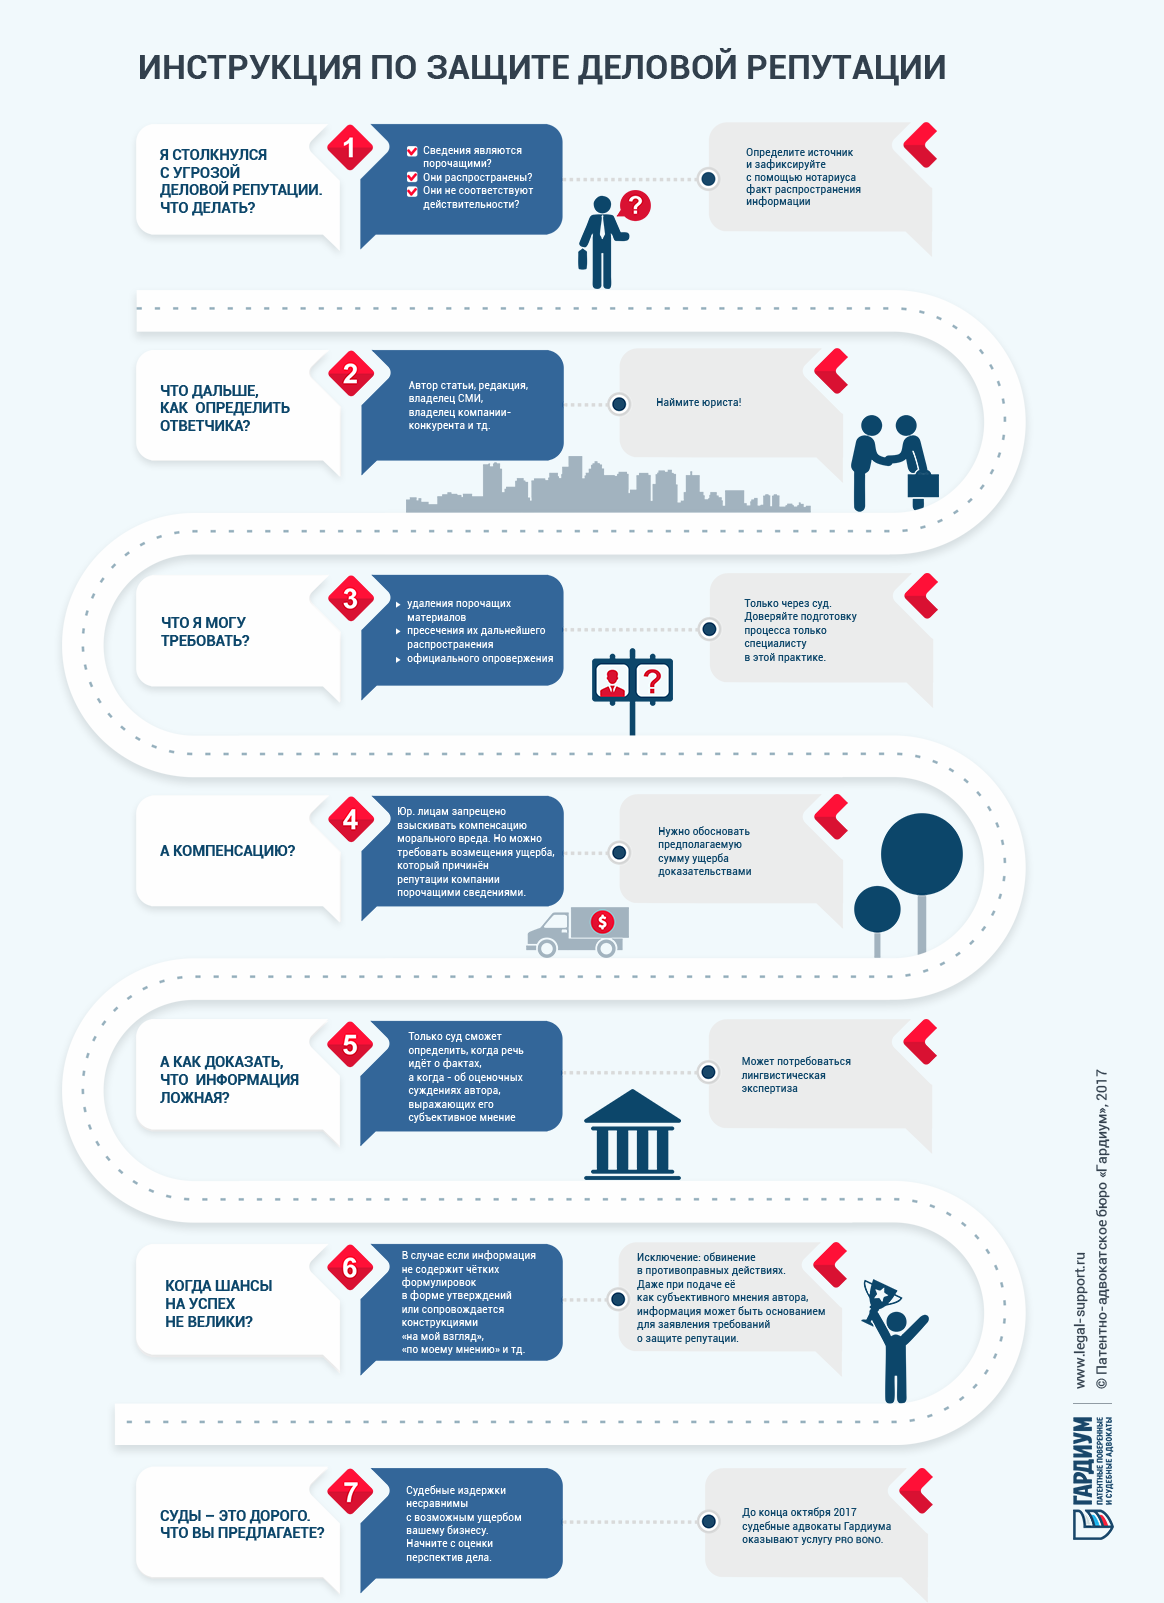 ИНСТРУКЦИЯ ПО ЗАЩИТЕ ДЕЛОВОЙ РЕПУТАЦИИ
Я СТОЛКНУЛСЯ
С УГРОЗОЙ
ДЕЛОВОЙ РЕПУТАЦИИ.
ЧТО ДЕЛАТЬ?
1
Сведения являются
порочащими?
Они распространены?
Они не соответствуют
действительности?
?
Определите источник
и зафиксируйте
с помощью нотариуса
факт распространения
информации
ЧТО ДАЛЬШЕ,
КАК ОПРЕДЕЛИТЬ
ОТВЕТЧИКА?
2
Автор статьи, редакция,
владелец СМИ,
владелец компании-
конкурента и тд.
Наймите юриста!
ЧТО Я МОГУ
ТРЕБОВАТЬ?
3
удаления порочащих
материалов
пресечения их дальнейшего
распространения
официального опровержения
?
Только через суд.
Доверяйте подготовку
процесса только
специалисту
в этой практике.
А КОМПЕНСАЦИЮ?
4
Юр. лицам запрещено
взыскивать компенсацию
морального вреда. Но можно
требовать возмещения ущерба,
который причинён
репутации компании
порочащими сведениями.
$
Нужно обосновать
предполагаемую
сумму ущерба
доказательствами
А КАК ДОКАЗАТЬ,
ЧТО ИНФОРМАЦИЯ
ЛОЖНАЯ?
5
Только суд сможет
определить, когда речь
идёт о фактах,
а когда - об оценочных
суждениях автора,
выражающих его
субъективное мнение
Может потребоваться
лингвистическая
экспертиза
КОГДА ШАНСЫ
НА УСПЕХ
НЕ ВЕЛИКИ?
6
В случае если информация
не содержит чётких
формулировок
в форме утверждений
или сопровождается
конструкциями
«на мой взгляд»,
«по моему мнению» и тд.
Исключение: обвинение
в противоправных действиях.
Даже при подаче её
как субъективного мнения автора,
информация может быть основанием
для заявления требований
о защите репутации.
СУДЫ – ЭТО ДОРОГО.
ЧТО ВЫ ПРЕДЛАГАЕТЕ?
7
Судебные издержки
несравнимы
с возможным ущербом
вашему бизнесу.
Начните с оценки
перспектив дела.
До конца октября 2017
судебные адвокаты Гардиума
оказывают услугу PRO BONO.
ГАРДИУМ
ПАТЕНТНЫЕ ПОВЕРЕННЫЕ
И СУДЕБНЫЕ АДВОКАТЫ
www.legal-support.ru
© Патентно-адвокатское бюро «Гардиум», 2017